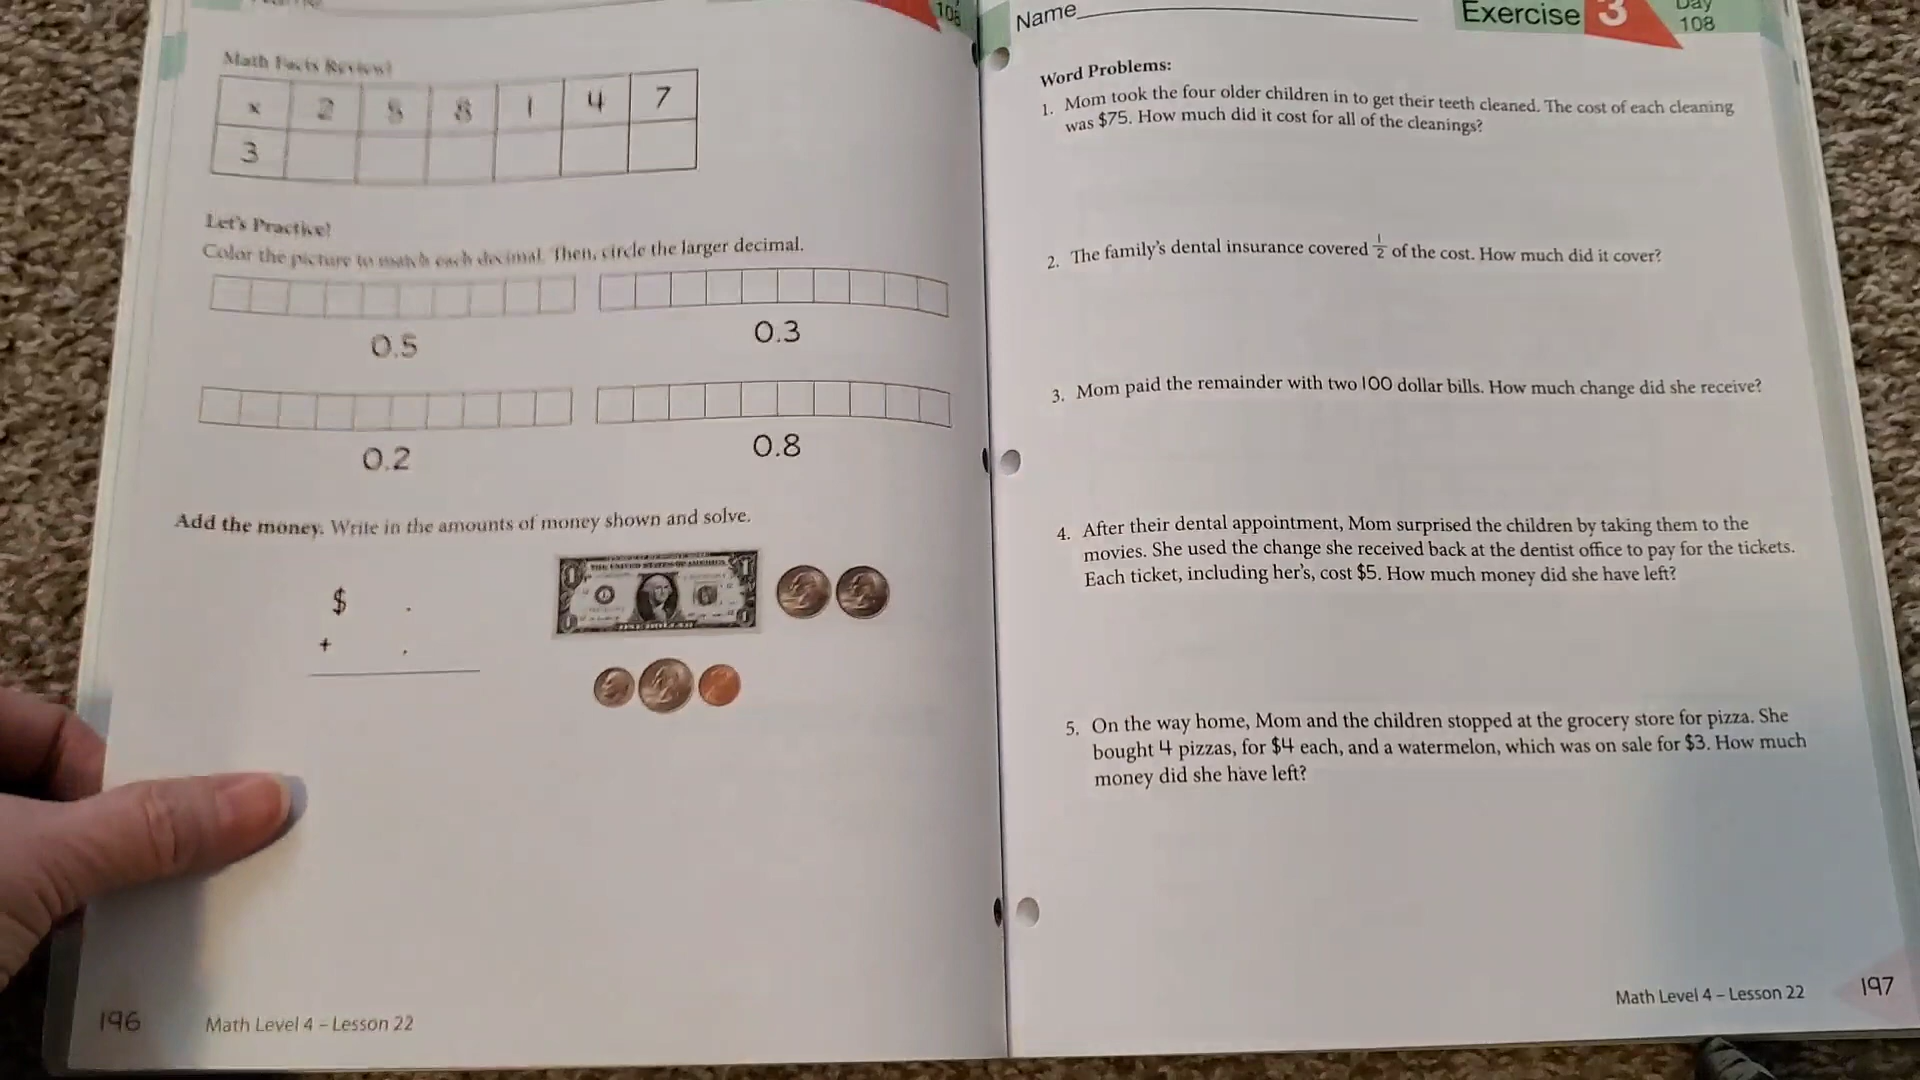 108
Math Facts Review!
x 2 8 1 4 7
3
Let's Practice!
Color the picture to match each decimal. Then, circle the larger decimal.
0.5
0.3
0.2
0.8
Add the money. Write in the amounts of money shown and solve.
$ .
+ .
THE UNITED STATES OF AMERICA
ONE DOLLAR
196
Math Level 4 – Lesson 22
Name
Exercise 3
Day
108
Word Problems:
1. Mom took the four older children in to get their teeth cleaned. The cost of each cleaning
was $75. How much did it cost for all of the cleanings?
2. The family's dental insurance covered 1/2 of the cost. How much did it cover?
3. Mom paid the remainder with two 100 dollar bills. How much change did she receive?
4. After their dental appointment, Mom surprised the children by taking them to the
movies. She used the change she received back at the dentist office to pay for the tickets.
Each ticket, including her's, cost $5. How much money did she have left?
5. On the way home, Mom and the children stopped at the grocery store for pizza. She
bought 4 pizzas, for $4 each, and a watermelon, which was on sale for $3. How much
money did she have left?
Math Level 4 – Lesson 22
197